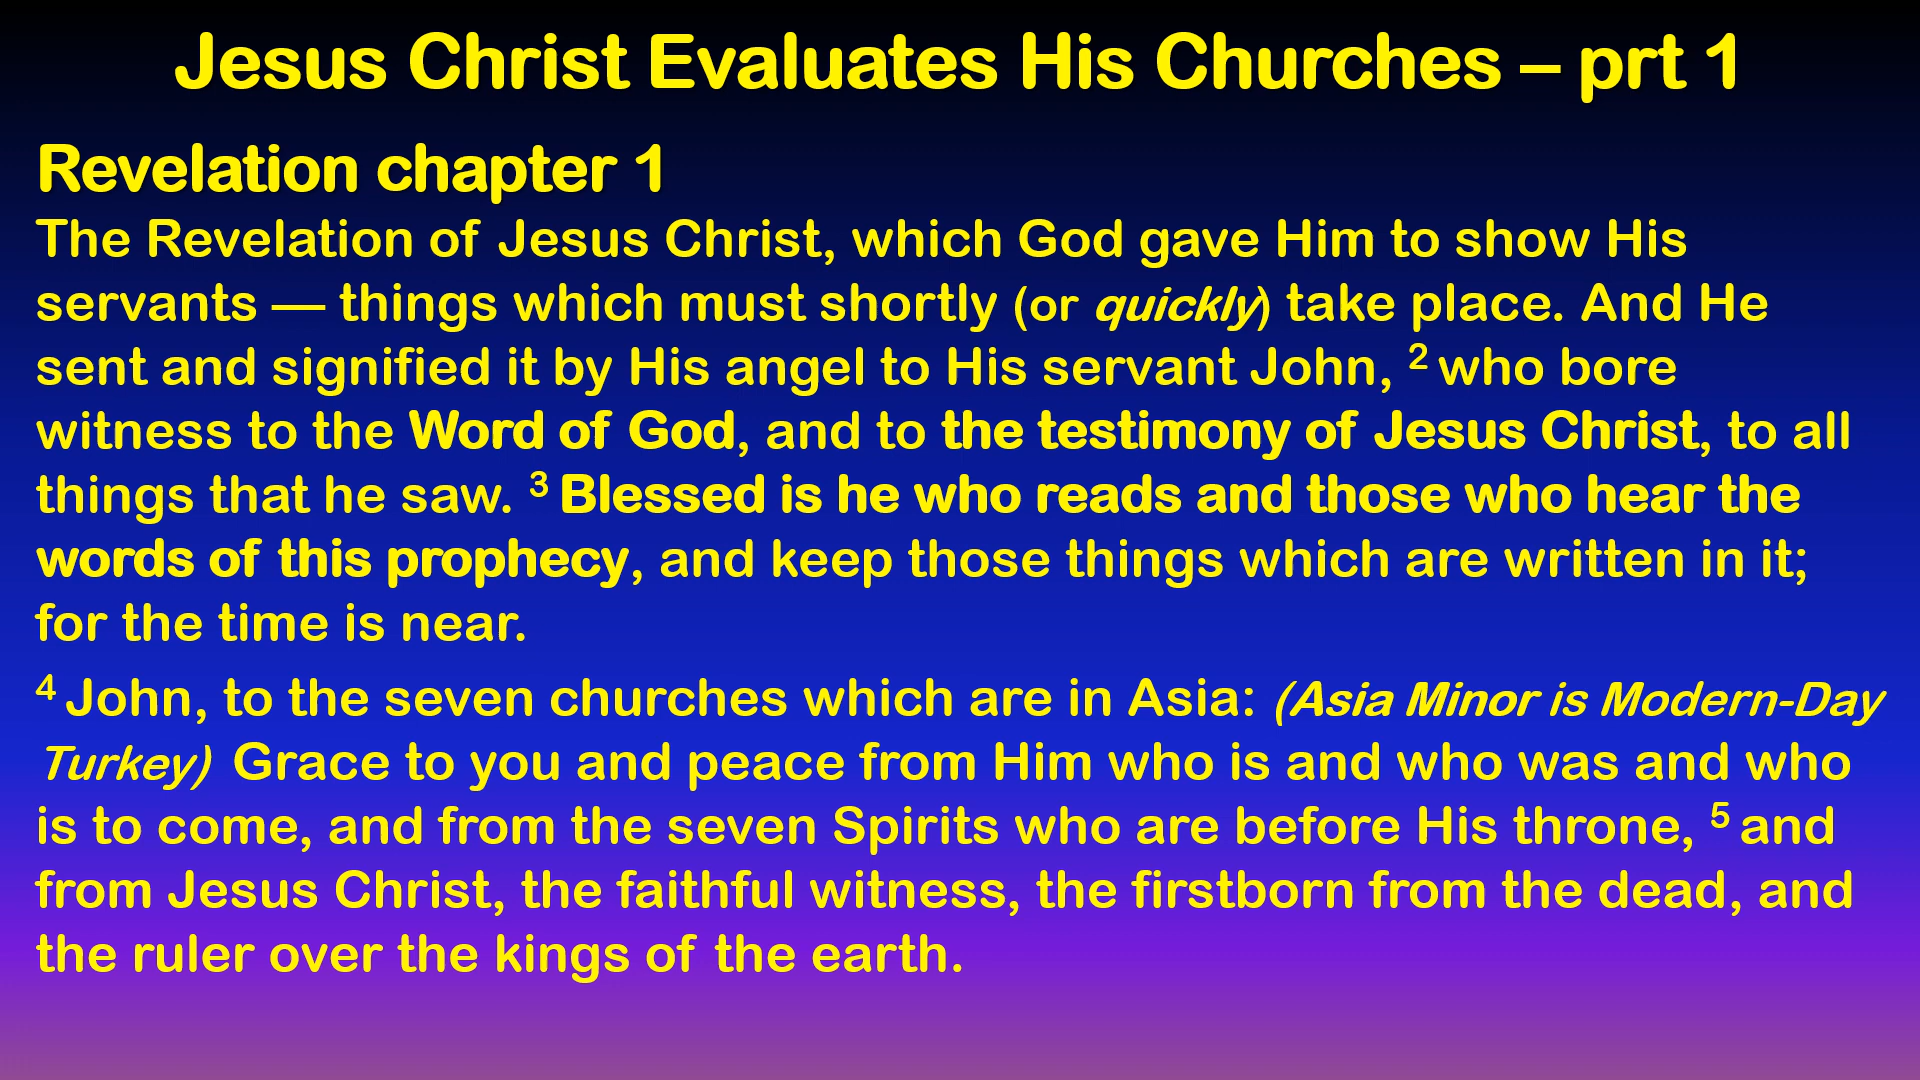 Jesus Christ Evaluates His Churches – prt 1
Revelation chapter 1
The Revelation of Jesus Christ, which God gave Him to show His
servants — things which must shortly (or quickly) take place. And He
sent and signified it by His angel to His servant John, 2 who bore
witness to the Word of God, and to the testimony of Jesus Christ, to all
things that he saw. 3 Blessed is he who reads and those who hear the
words of this prophecy, and keep those things which are written in it;
for the time is near.
4 John, to the seven churches which are in Asia: (Asia Minor is Modern-Day
Turkey) Grace to you and peace from Him who is and who was and who
is to come, and from the seven Spirits who are before His throne, 5 and
from Jesus Christ, the faithful witness, the firstborn from the dead, and
the ruler over the kings of the earth.